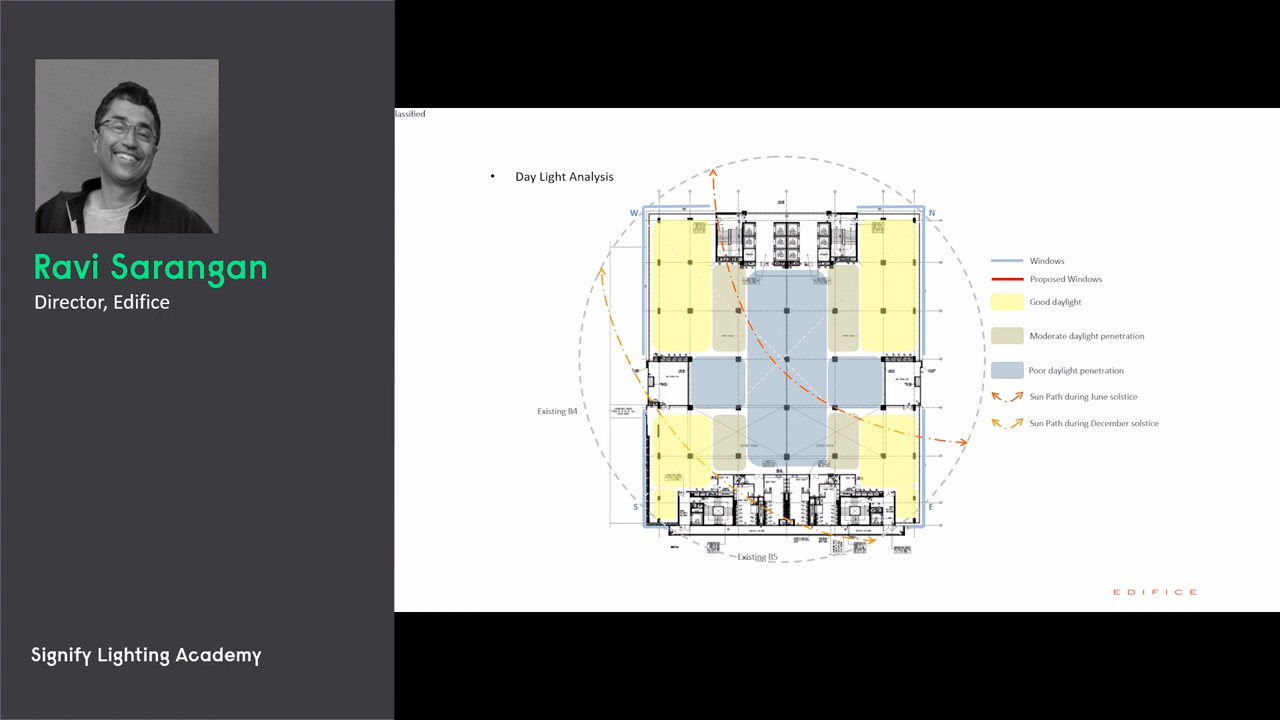 Ravi Sarangan
Director, Edifice
Signify Lighting Academy
lassified
• Day Light Analysis
W
N
S
E
Existing B4
Existing B5
Windows
Proposed Windows
Good daylight
Moderate daylight penetration
Poor daylight penetration
Sun Path during June solstice
Sun Path during December solstice
EDIFICE